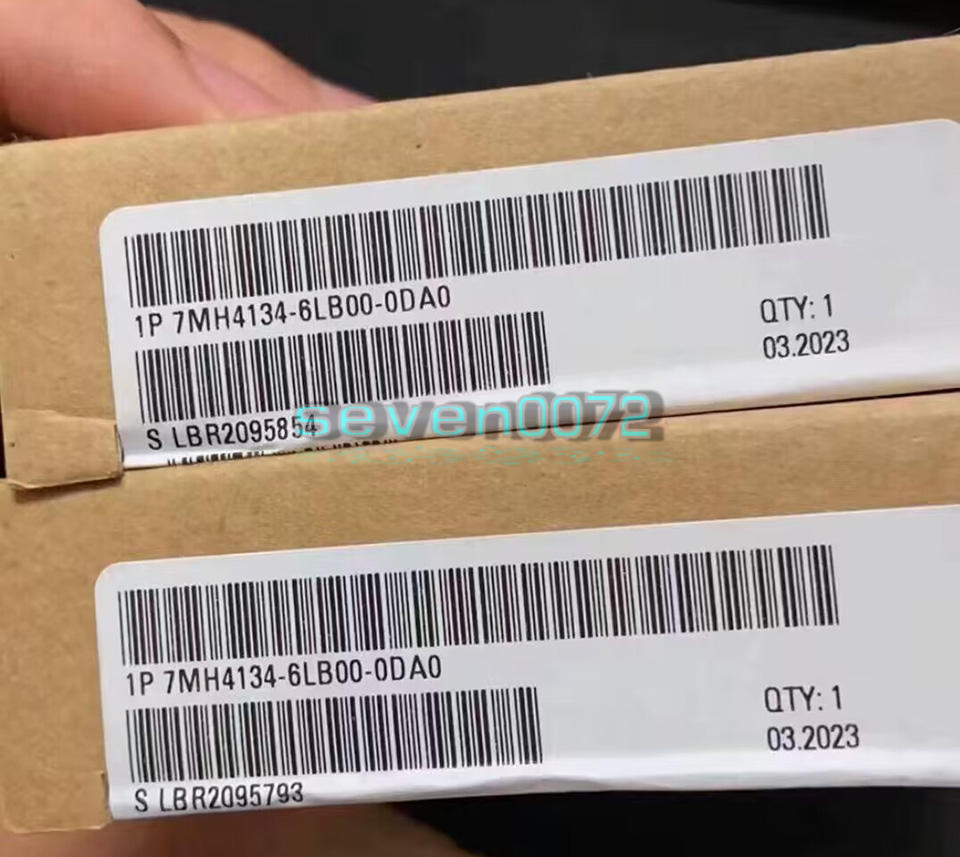 1P 7MH4134-6LB00-0DA0
QTY: 1
03.2023
S LBR2095854
seven0072
1P 7MH4134-6LB00-0DA0
QTY: 1
03.2023
S LBR2095793